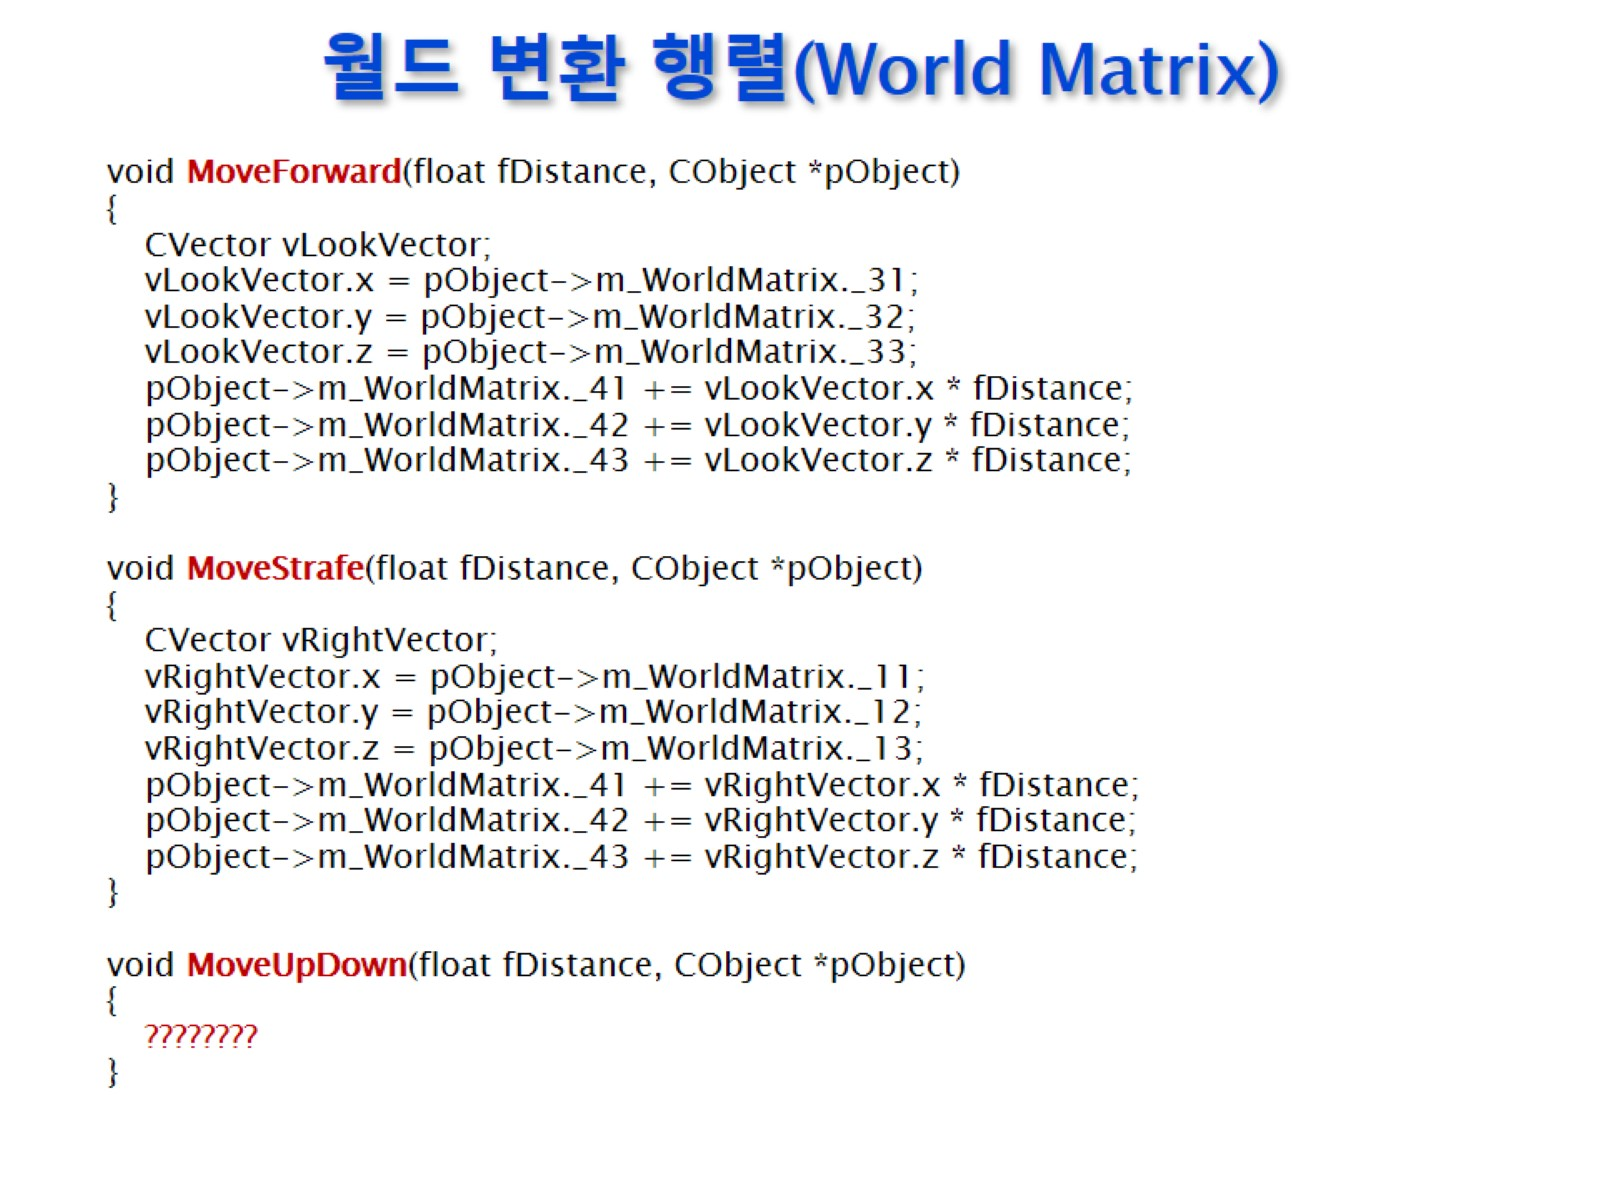 월드 변환 행렬(World Matrix)
void MoveForward(float fDistance, CObject *pObject)
{
CVector vLookVector;
vLookVector.x = pObject->m_WorldMatrix._31;
vLookVector.y = pObject->m_WorldMatrix._32;
vLookVector.z = pObject->m_WorldMatrix._33;
pObject->m_WorldMatrix._41 += vLookVector.x * fDistance;
pObject->m_WorldMatrix._42 += vLookVector.y * fDistance;
pObject->m_WorldMatrix._43 += vLookVector.z * fDistance;
}
void MoveStrafe(float fDistance, CObject *pObject)
{
CVector vRightVector;
vRightVector.x = pObject->m_WorldMatrix._11;
vRightVector.y = pObject->m_WorldMatrix._12;
vRightVector.z = pObject->m_WorldMatrix._13;
pObject->m_WorldMatrix._41 += vRightVector.x * fDistance;
pObject->m_WorldMatrix._42 += vRightVector.y * fDistance;
pObject->m_WorldMatrix._43 += vRightVector.z * fDistance;
}
void MoveUpDown(float fDistance, CObject *pObject)
{
????????
}